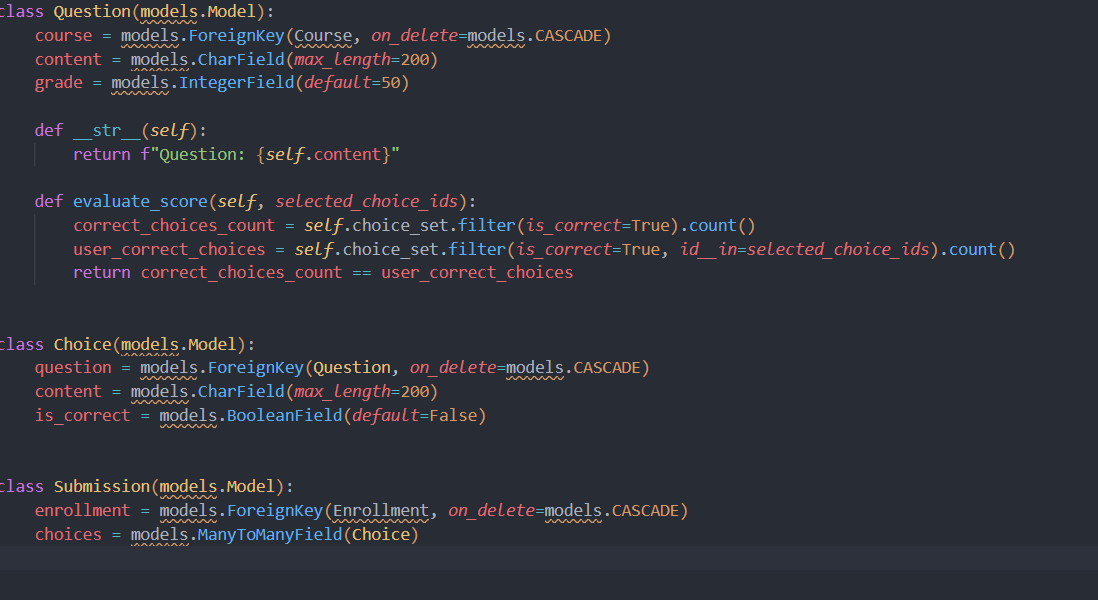 class Question(models.Model):
    course = models.ForeignKey(Course, on_delete=models.CASCADE)
    content = models.CharField(max_length=200)
    grade = models.IntegerField(default=50)
    def __str__(self):
        return f"Question: {self.content}"
    def evaluate_score(self, selected_choice_ids):
        correct_choices_count = self.choice_set.filter(is_correct=True).count()
        user_correct_choices = self.choice_set.filter(is_correct=True, id__in=selected_choice_ids).count()
        return correct_choices_count == user_correct_choices
class Choice(models.Model):
    question = models.ForeignKey(Question, on_delete=models.CASCADE)
    content = models.CharField(max_length=200)
    is_correct = models.BooleanField(default=False)
class Submission(models.Model):
    enrollment = models.ForeignKey(Enrollment, on_delete=models.CASCADE)
    choices = models.ManyToManyField(Choice)